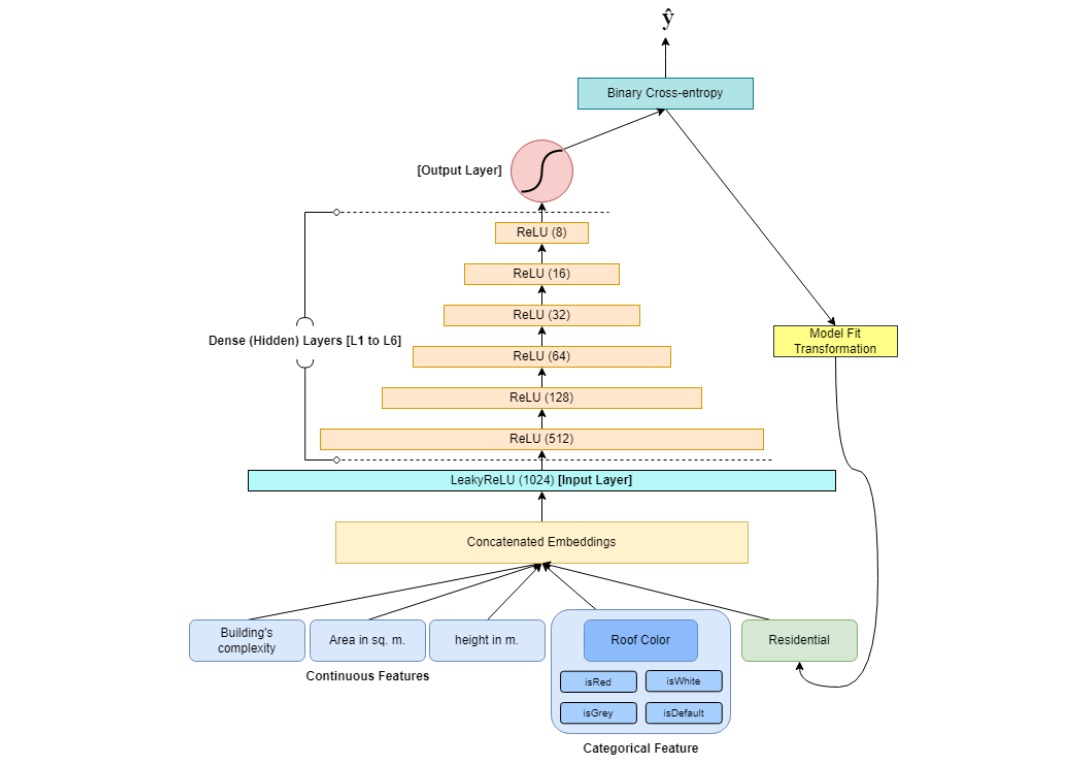 ŷ
Binary Cross-entropy
[Output Layer]
ReLU (8)
ReLU (16)
ReLU (32)
Dense (Hidden) Layers [L1 to L6]
ReLU (64)
Model Fit
Transformation
ReLU (128)
ReLU (512)
LeakyReLU (1024) [Input Layer]
Concatenated Embeddings
Building's
complexity
Area in sq. m.
height in m.
Roof Color
Residential
Continuous Features
isRed
isWhite
isGrey
isDefault
Categorical Feature